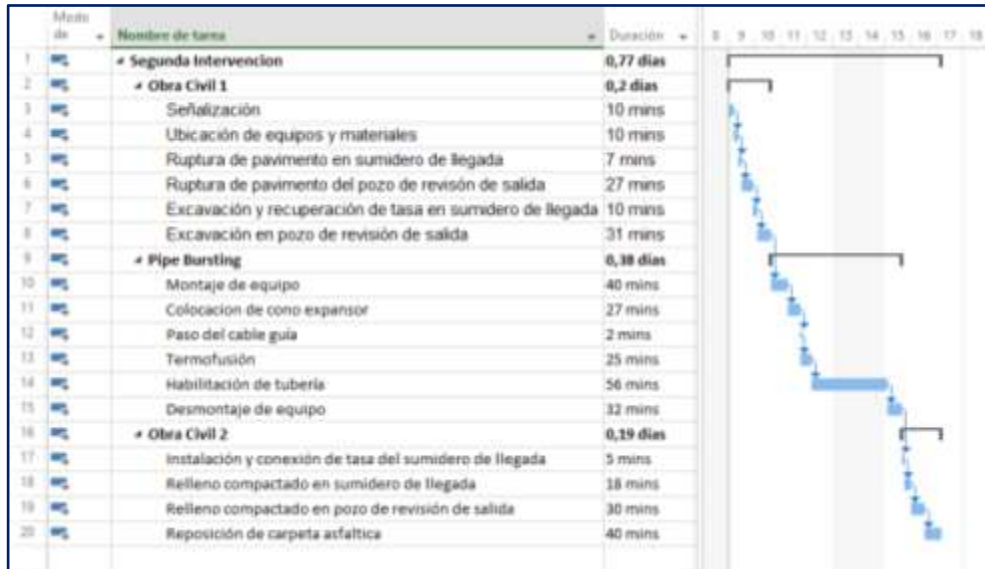 Modo de Nombre de tarea Duración 8 9 10 11 12 13 14 15 16 17 18
1 Segunda Intervencion 0,77 días
2 Obra Civil 1 0,2 días
3 Señalización 10 mins
4 Ubicación de equipos y materiales 10 mins
5 Ruptura de pavimento en sumidero de llegada 7 mins
6 Ruptura de pavimento del pozo de revisón de salida 27 mins
7 Excavación y recuperación de tasa en sumidero de llegada 10 mins
8 Excavación en pozo de revisión de salida 31 mins
9 Pipe Bursting 0,38 días
10 Montaje de equipo 40 mins
11 Colocacion de cono expansor 27 mins
12 Paso del cable guía 2 mins
13 Termofusión 25 mins
14 Habilitación de tubería 56 mins
15 Desmontaje de equipo 32 mins
16 Obra Civil 2 0,19 días
17 Instalación y conexión de tasa del sumidero de llegada 5 mins
18 Relleno compactado en sumidero de llegada 18 mins
19 Relleno compactado en pozo de revisión de salida 30 mins
20 Reposición de carpeta asfaltica 40 mins